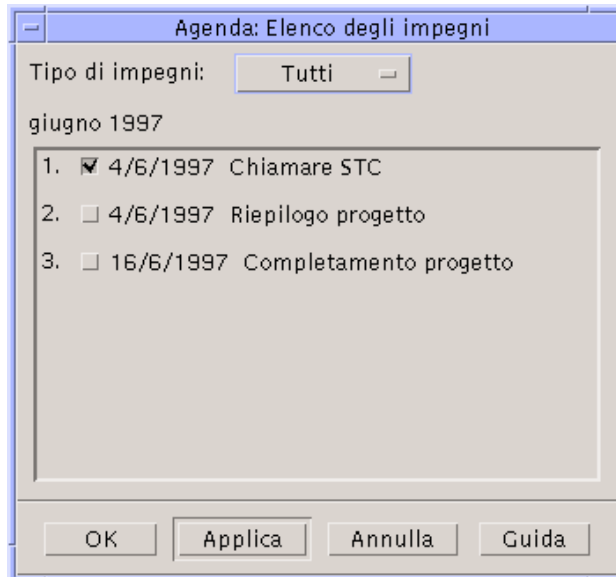 Agenda: Elenco degli impegni
Tipo di impegni: Tutti
giugno 1997
1. 4/6/1997 Chiamare STC
2. 4/6/1997 Riepilogo progetto
3. 16/6/1997 Completamento progetto
OK Applica Annulla Guida